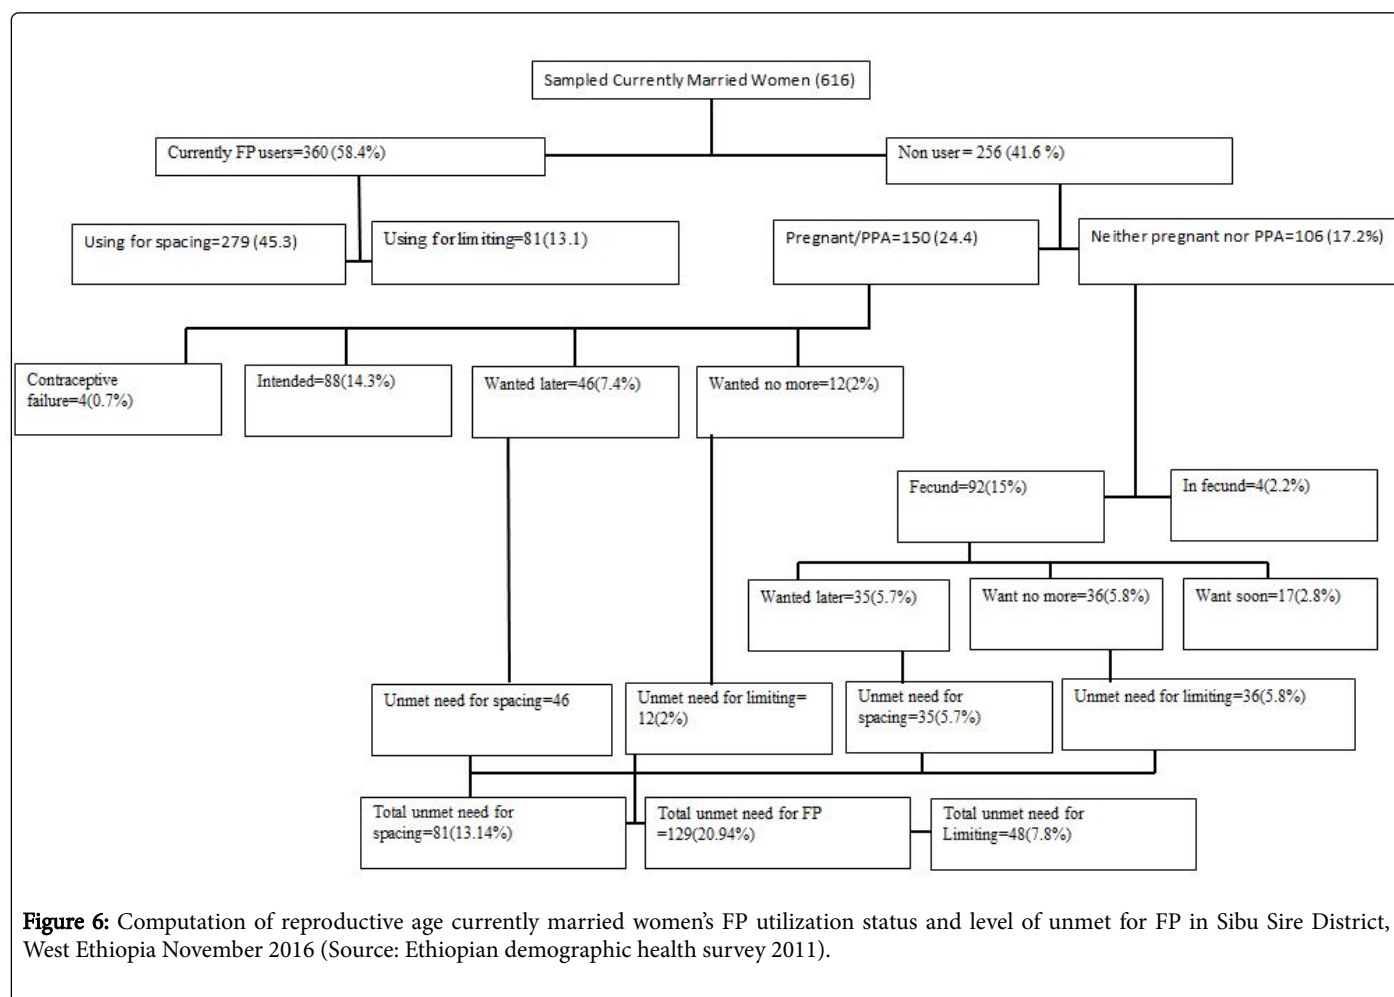 Sampled Currently Married Women (616)
Currently FP users=360 (58.4%)
Non user = 256 (41.6 %)
Using for spacing=279 (45.3)
Using for limiting=81(13.1)
Pregnant/PPA=150 (24.4)
Neither pregnant nor PPA=106 (17.2%)
Contraceptive
failure=4(0.7%)
Intended=88(14.3%)
Wanted later=46(7.4%)
Wanted no more=12(2%)
Fecund=92(15%)
In fecund=4(2.2%)
Wanted later=35(5.7%)
Want no more=36(5.8%)
Want soon=17(2.8%)
Unmet need for spacing=46
Unmet need for limiting=
12(2%)
Unmet need for
spacing=35(5.7%)
Unmet need for limiting=36(5.8%)
Total unmet need for
spacing=81(13.14%)
Total unmet need for FP
=129(20.94%)
Total unmet need for
Limiting=48(7.8%)
Figure 6: Computation of reproductive age currently married women's FP utilization status and level of unmet for FP in Sibu Sire District,
West Ethiopia November 2016 (Source: Ethiopian demographic health survey 2011).